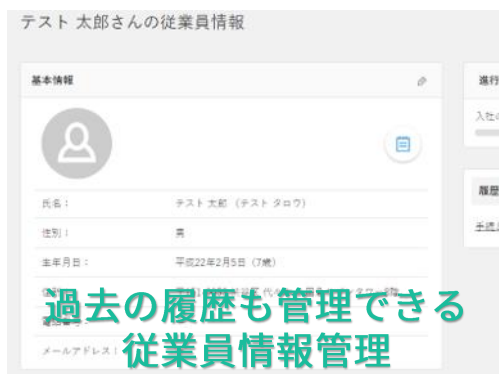 テスト 太郎さんの従業員情報
基本情報
氏名： テスト 太郎 （テスト タロウ）
性別： 男
生年月日： 平成22年2月5日（7歳）
メールアドレス：
進行
入社の
履歴
手続
過去の履歴も管理できる
従業員情報管理